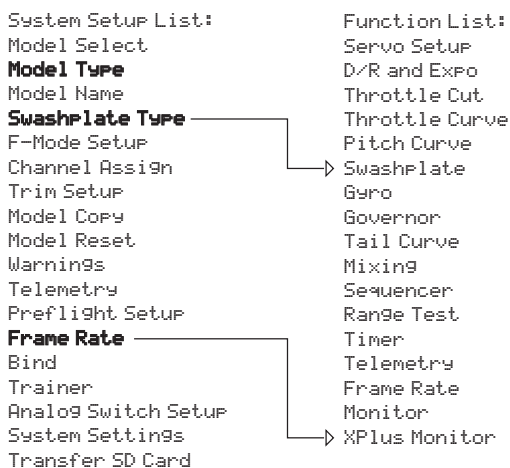 System Setup List:
Model Select
Model Type
Model Name
Swashplate Type
F-Mode Setup
Channel Assign
Trim Setup
Model Copy
Model Reset
Warnings
Telemetry
Preflight Setup
Frame Rate
Bind
Trainer
Analog Switch Setup
System Settings
Transfer SD Card
Function List:
Servo Setup
D/R and Expo
Throttle Cut
Throttle Curve
Pitch Curve
Swashplate
Gyro
Governor
Tail Curve
Mixing
Sequencer
Range Test
Timer
Telemetry
Frame Rate
Monitor
XPlus Monitor